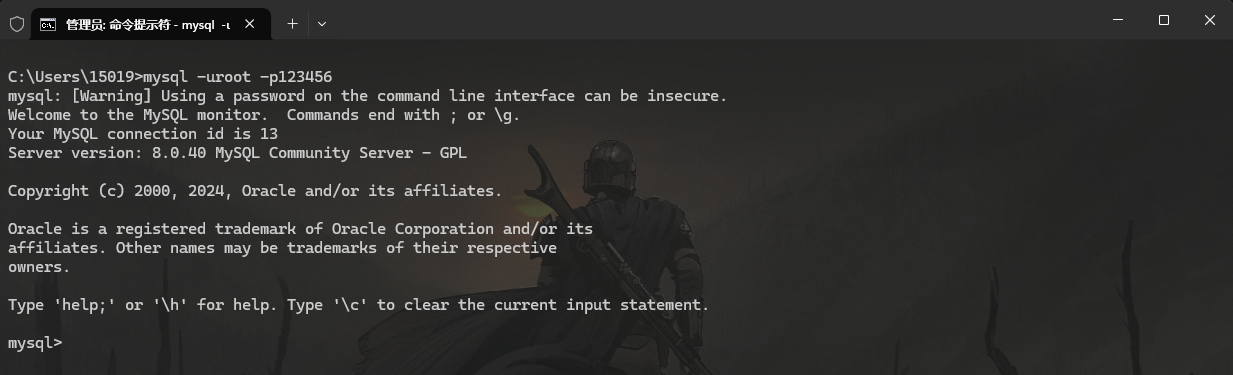 管理员: 命令提示符 - mysql -u
C:\Users\15019>mysql -uroot -p123456
mysql: [Warning] Using a password on the command line interface can be insecure.
Welcome to the MySQL monitor.  Commands end with ; or \g.
Your MySQL connection id is 13
Server version: 8.0.40 MySQL Community Server - GPL
Copyright (c) 2000, 2024, Oracle and/or its affiliates.
Oracle is a registered trademark of Oracle Corporation and/or its
affiliates. Other names may be trademarks of their respective
owners.
Type 'help;' or '\h' for help. Type '\c' to clear the current input statement.
mysql>